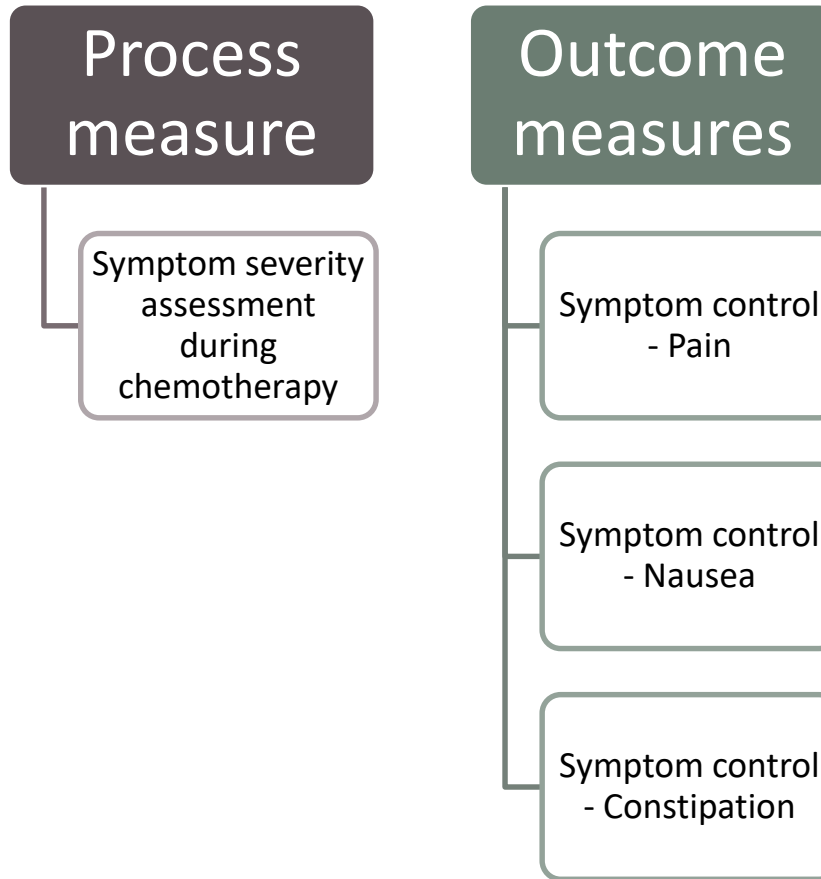 Process
measure
Symptom severity
assessment
during
chemotherapy
Outcome
measures
Symptom control
- Pain
Symptom control
- Nausea
Symptom control
- Constipation